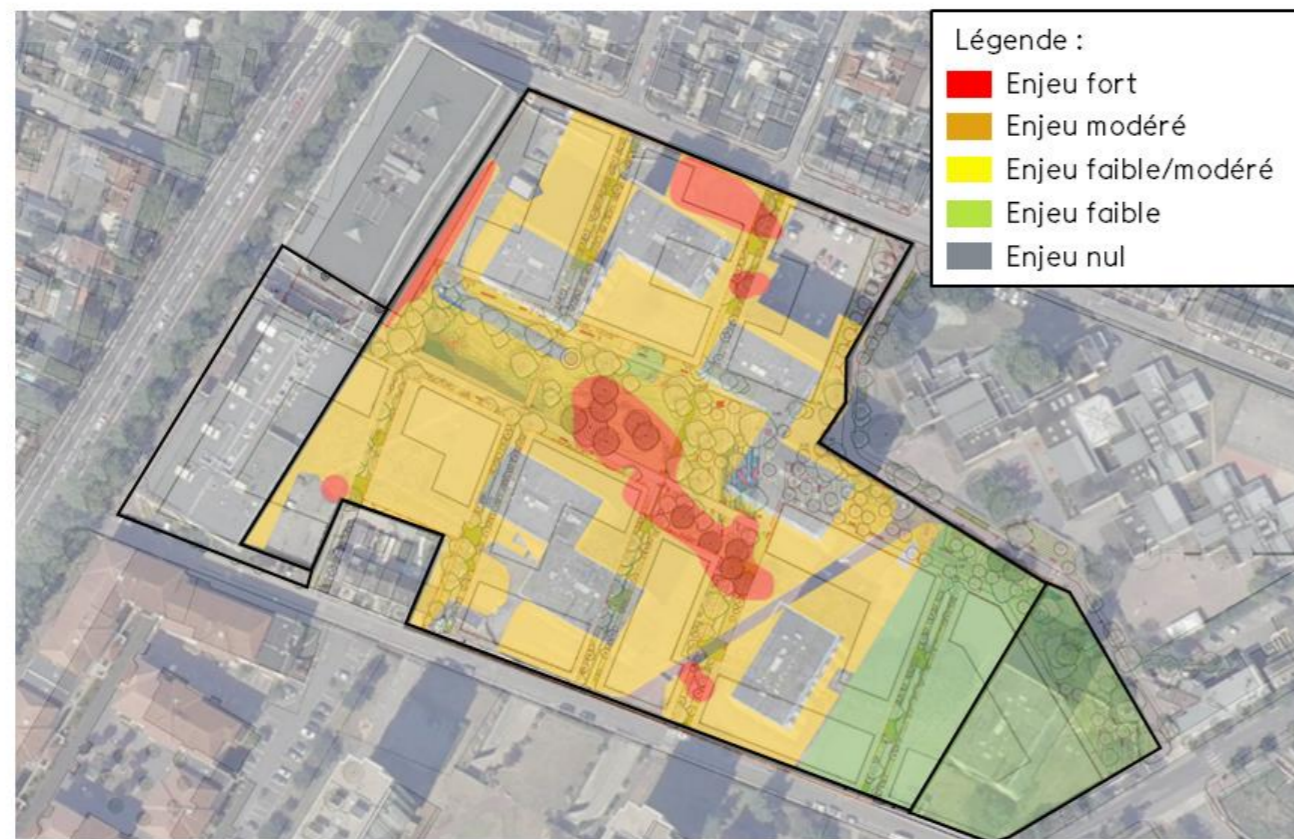 Légende :
Enjeu fort
Enjeu modéré
Enjeu faible/modéré
Enjeu faible
Enjeu nul